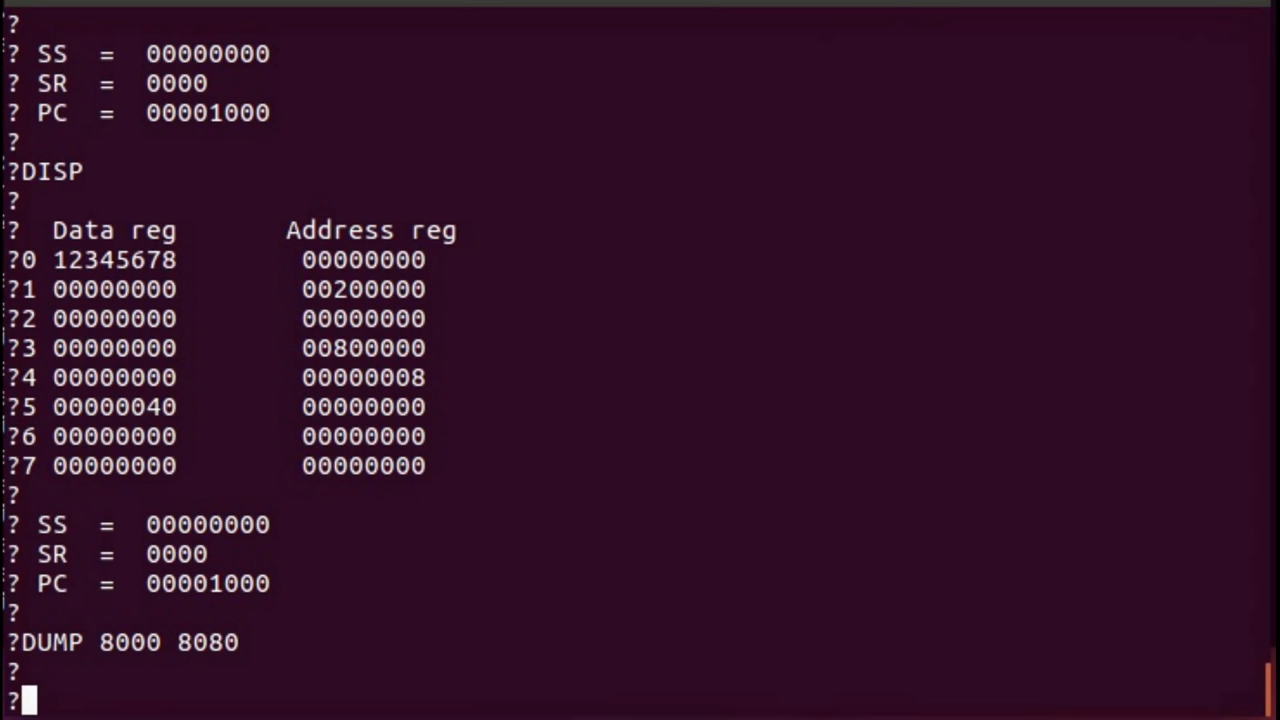 ?
? SS  =  00000000
? SR  =  0000
? PC  =  00001000
?
?DISP
?
?  Data reg       Address reg
?0 12345678        00000000
?1 00000000        00200000
?2 00000000        00000000
?3 00000000        00800000
?4 00000000        00000008
?5 00000040        00000000
?6 00000000        00000000
?7 00000000        00000000
?
? SS  =  00000000
? SR  =  0000
? PC  =  00001000
?
?DUMP 8000 8080
?
?